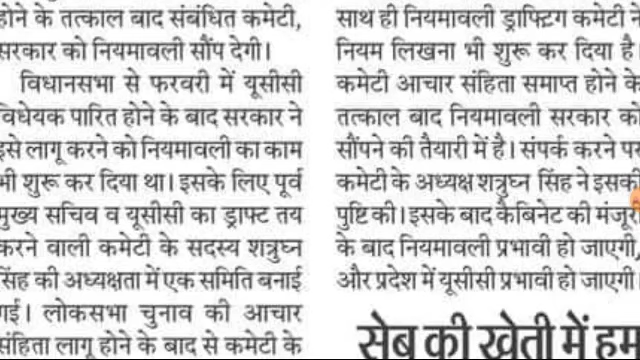 होने के तत्काल बाद संबंधित कमेटी,
सरकार को नियमावली सौंप देगी।
विधानसभा से फरवरी में यूसीसी
विधेयक पारित होने के बाद सरकार ने
इसे लागू करने को नियमावली का काम
भी शुरू कर दिया था। इसके लिए पूर्व
मुख्य सचिव व यूसीसी का ड्राफ्ट तय
करने वाली कमेटी के सदस्य शत्रुघ्न
सिंह की अध्यक्षता में एक समिति बनाई
गई। लोकसभा चुनाव की आचार
संहिता लागू होने के बाद से कमेटी के
साथ ही नियमावली ड्राफ्टिग कमेटी ने
नियम लिखना भी शुरू कर दिया है।
कमेटी आचार संहिता समाप्त होने के
तत्काल बाद नियमावली सरकार को
सौंपने की तैयारी में है। संपर्क करने पर
कमेटी के अध्यक्ष शत्रुघ्न सिंह ने इसकी
पुष्टि की। इसके बाद कैबिनेट की मंजूरी
के बाद नियमावली प्रभावी हो जाएगी,
और प्रदेश में यूसीसी प्रभावी हो जाएगी।
सेब की खेती में हम